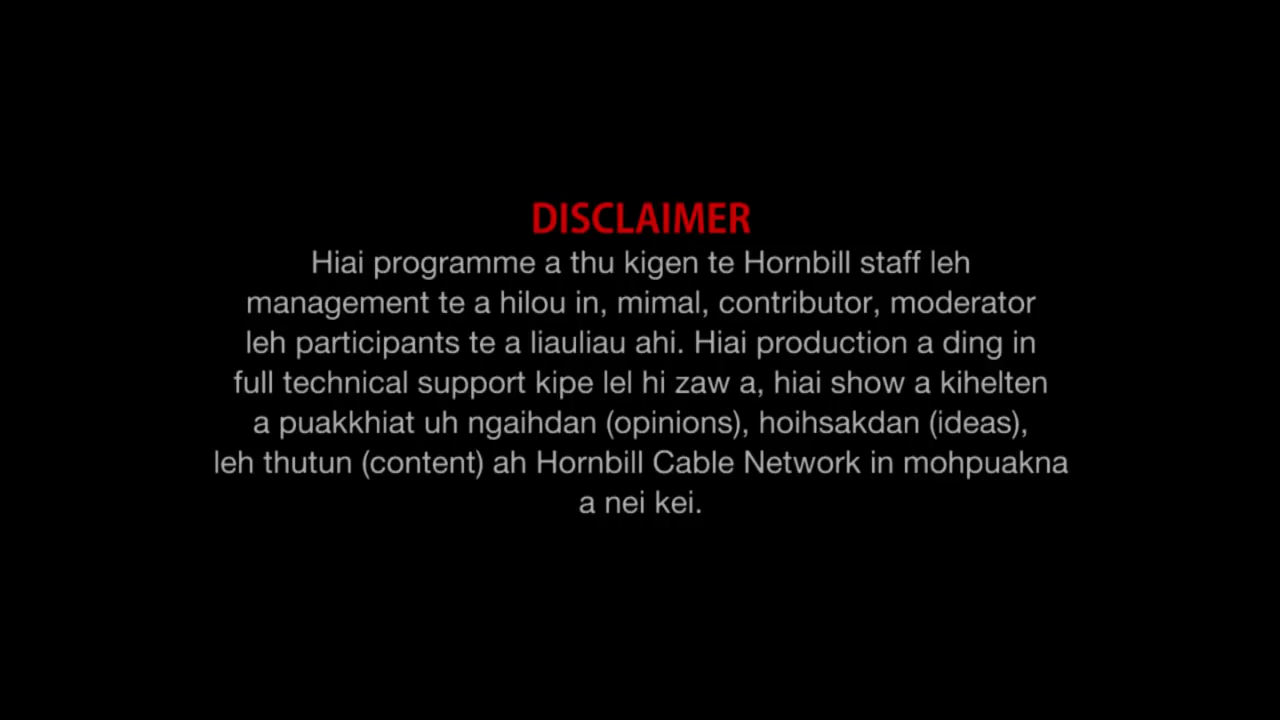 DISCLAIMER
Hiai programme a thu kigen te Hornbill staff leh
management te a hilou in, mimal, contributor, moderator
leh participants te a liauliau ahi. Hiai production a ding in
full technical support kipe lel hi zaw a, hiai show a kihelten
a puakkhiat uh ngaihdan (opinions), hoihsakdan (ideas),
leh thutun (content) ah Hornbill Cable Network in mohpuakna
a nei kei.